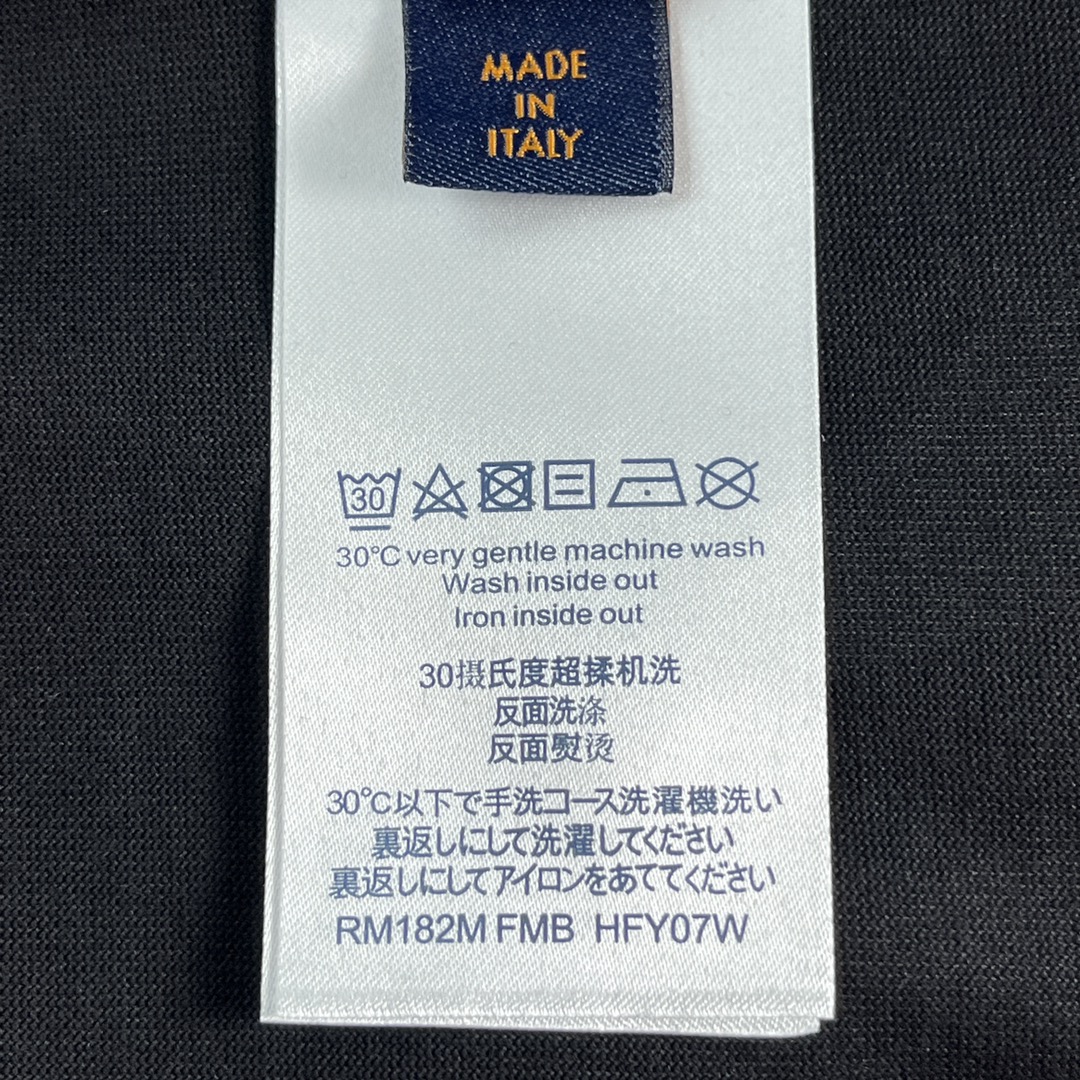 MADE
IN
ITALY
30
30°C very gentle machine wash
Wash inside out
Iron inside out
30摄氏度超揉机洗
反面洗涤
反面熨烫
30°C以下で手洗コース洗濯機洗い
裏返しにして洗濯してください
裏返しにしてアイロンをあててください
RM182M FMB HFY07W